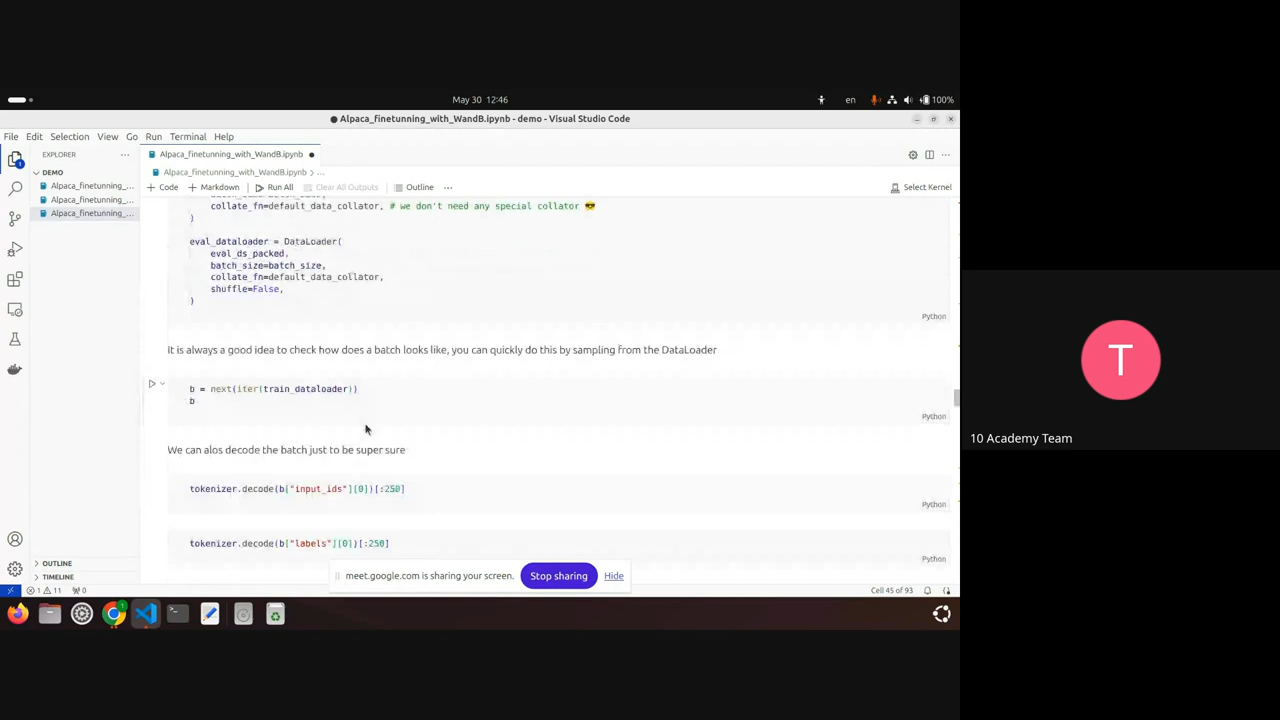 May 30 12:46
en
100%
Alpaca_finetunning_with_WandB.ipynb - demo - Visual Studio Code
File Edit Selection View Go Run Terminal Help
EXPLORER
Alpaca_finetunning_with_WandB.ipynb
DEMO
Alpaca_finetunning_with_WandB.ipynb > ...
Alpaca_finetunning_...
Alpaca_finetunning_...
Alpaca_finetunning_...
+ Code + Markdown Run All Clear All Outputs Outline ... Select Kernel
collate_fn=default_data_collator, # we don't need any special collator 😎
)
eval_dataloader = DataLoader(
eval_ds_packed,
batch_size=batch_size,
collate_fn=default_data_collator,
shuffle=False,
)
Python
It is always a good idea to check how does a batch looks like, you can quickly do this by sampling from the DataLoader
b = next(iter(train_dataloader))
b
Python
We can alos decode the batch just to be super sure
tokenizer.decode(b["input_ids"][0])[:250]
Python
tokenizer.decode(b["labels"][0])[:250]
Python
OUTLINE
TIMELINE
meet.google.com is sharing your screen. Stop sharing Hide
1 11 0
Cell 45 of 93
T
10 Academy Team